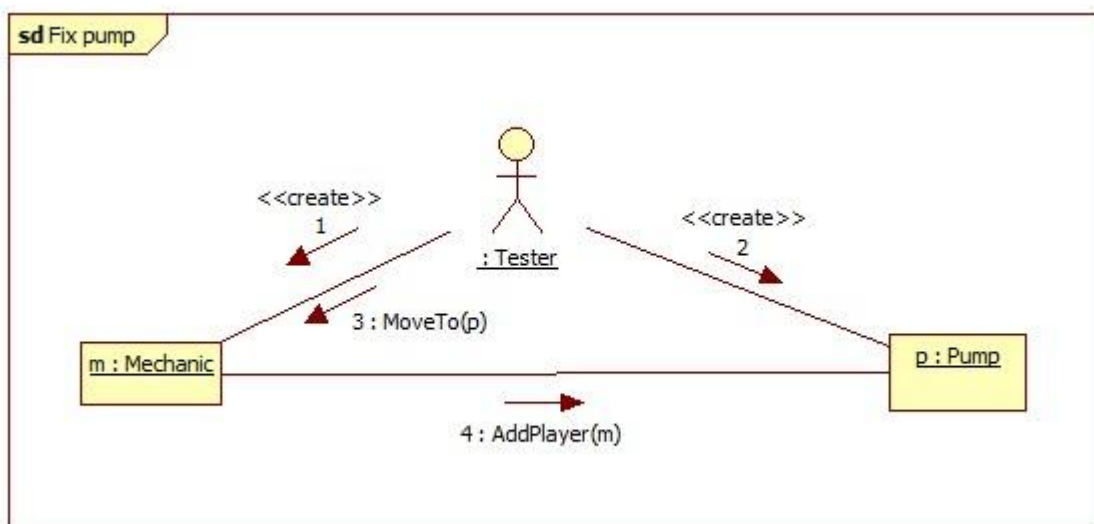 sd Fix pump
<<create>>
1
<<create>>
2
: Tester
3 : MoveTo(p)
m : Mechanic
p : Pump
4 : AddPlayer(m)